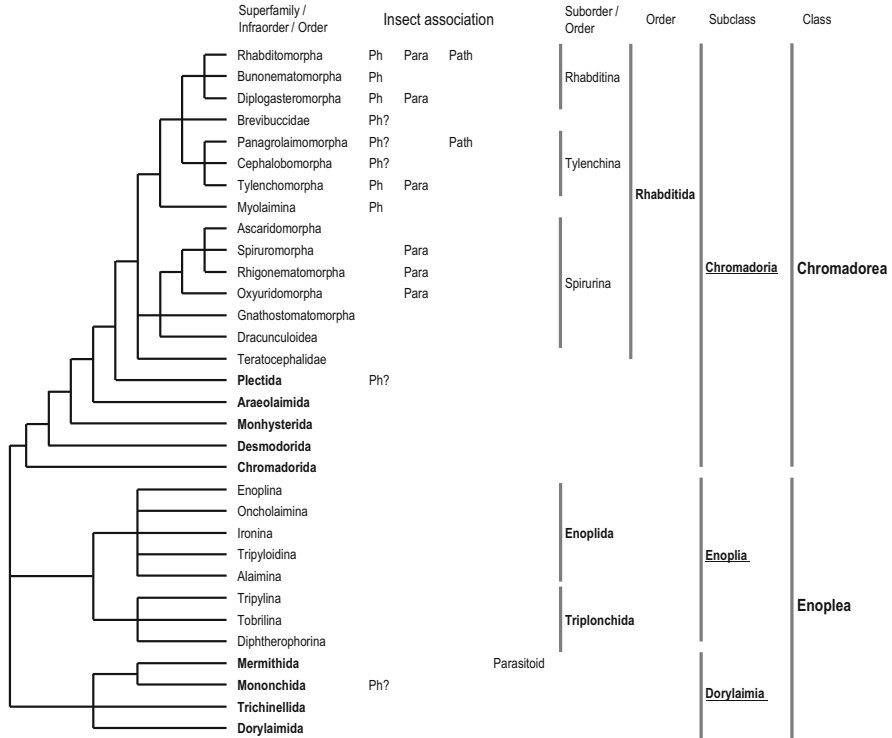 Superfamily / Infraorder / Order
Insect association
Suborder / Order
Order
Subclass
Class
Rhabditomorpha Ph Para Path
Bunonematomorpha Ph
Rhabditina
Diplogasteromorpha Ph Para
Brevibuccidae Ph?
Panagrolaimomorpha Ph? Path
Cephalobomorpha Ph?
Tylenchina
Tylenchomorpha Ph Para
Rhabditida
Myolaimina Ph
Ascaridomorpha
Spiruromorpha Para
Rhigonematomorpha Para
Chromadoria
Chromadorea
Spirurina
Oxyuridomorpha Para
Gnathostomatomorpha
Dracunculoidea
Teratocephalidae
Plectida Ph?
Araeolaimida
Monhysterida
Desmodorida
Chromadorida
Enoplina
Oncholaimina
Ironina
Enoplida
Tripyloidina
Enoplia
Alaimina
Tripylina
Enoplea
Tobrilina
Triplonchida
Diphtherophorina
Mermithida Parasitoid
Mononchida Ph?
Dorylaimia
Trichinellida
Dorylaimida